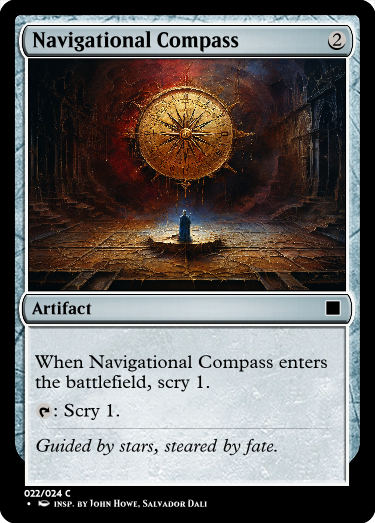 Navigational Compass 2
Artifact
When Navigational Compass enters
the battlefield, scry 1.
: Scry 1.
Guided by stars, steared by fate.
022/024 C
• INSP. BY JOHN HOWE, SALVADOR DALI